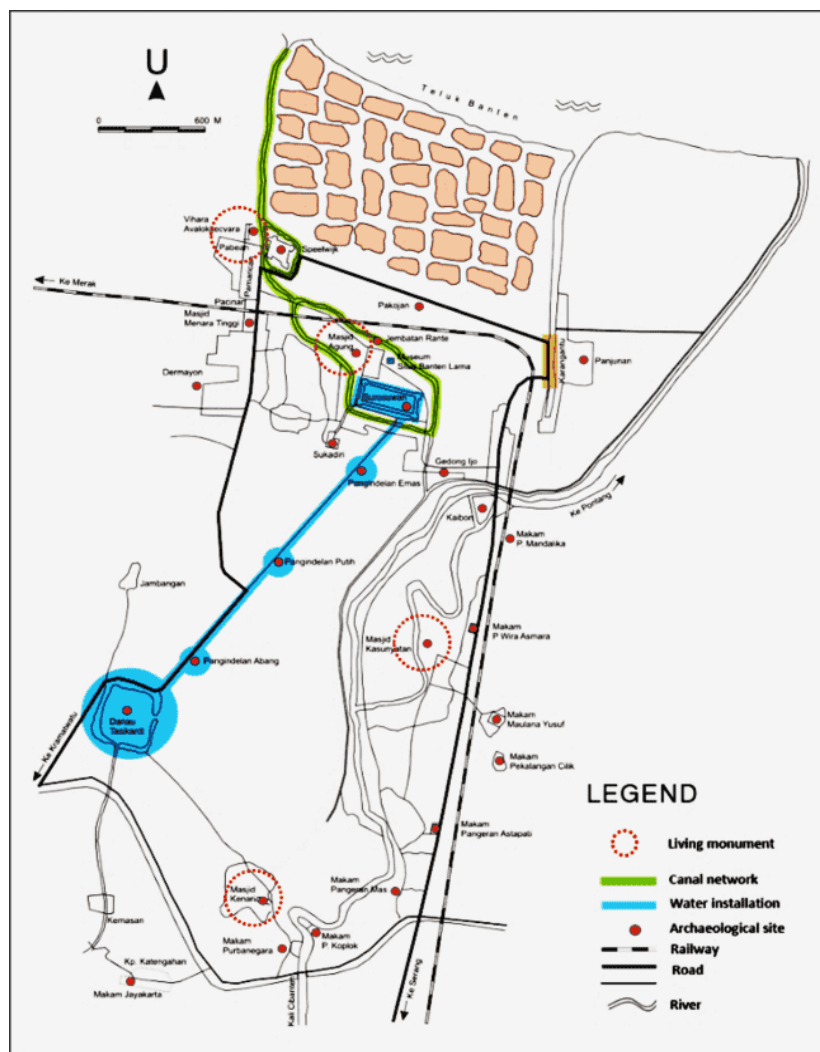 U
0 600 M
Teluk Banten
Vihara
Avalokitecvara
Pabean
Speelwijk
Pamarican
Ke Merak
Pacinan
Pakojan
Masjid
Menara Tinggi
Jembatan Rante
Masjid
Agung
Museum
Situs Banten Lama
Karangantu
Panjunan
Dermayon
Surosowan
Sukadiri
Gedong Ijo
Pangindelan Emas
Ke Pontang
Kaibon
Makam
P. Mandalika
Pangindelan Putih
Jambangan
Makam
P Wira Asmara
Masjid
Kasunyatan
Pangindelan Abang
Danau
Tasikardi
Makam
Maulana Yusuf
Ke Kramatwatu
Makam
Pekalangan Cilik
LEGEND
Makam
Pangeran Astapati
Living monument
Canal network
Makam
Pangeran Mas
Masjid
Kenari
Water installation
Kemasan
Archaeological site
Makam
P. Koplok
Makam
Purbanegara
Railway
Kp. Katengahan
Road
Makam Jayakarta
Kali Cibanten
Ke Serang
River